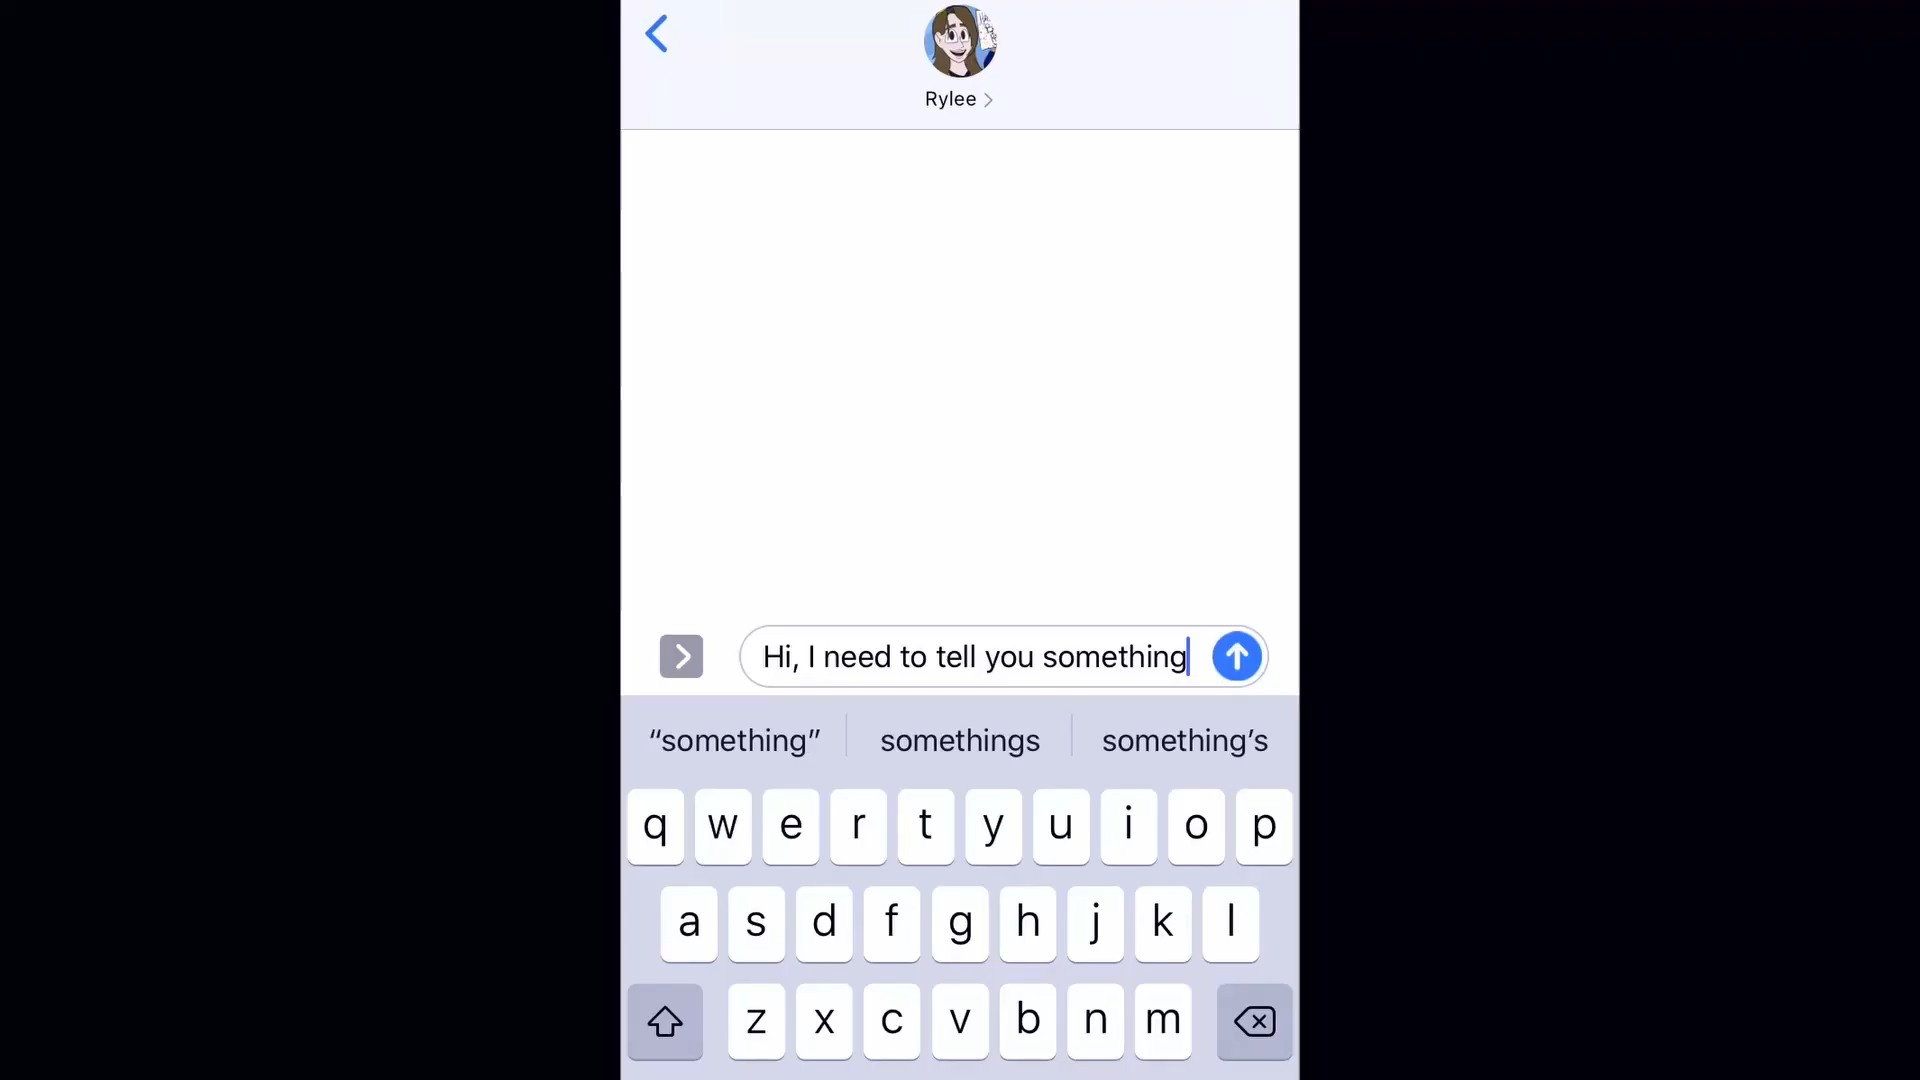 Rylee
Hi, I need to tell you something
“something” somethings something’s
q w e r t y u i o p
a s d f g h j k l
z x c v b n m